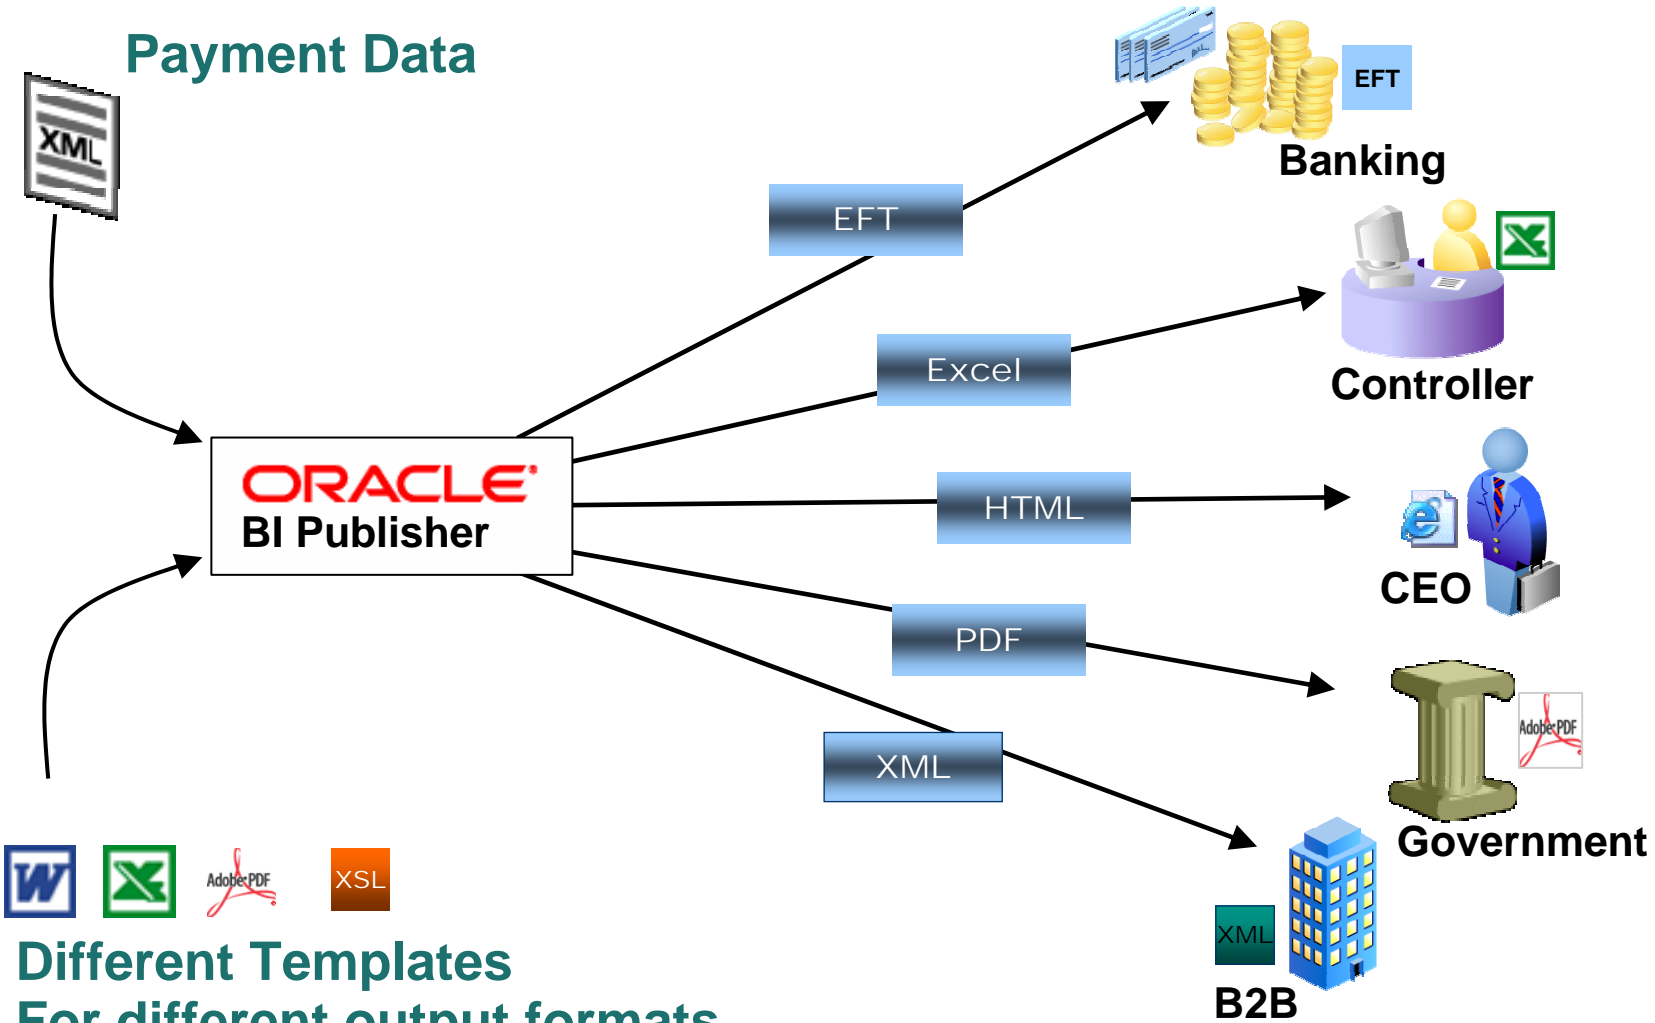 Payment Data
XML
EFT
Banking
EFT
Controller
Excel
ORACLE
BI Publisher
HTML
CEO
PDF
Adobe PDF
Government
XML
XML
B2B
W
Adobe PDF
XSL
Different Templates
For different output formats